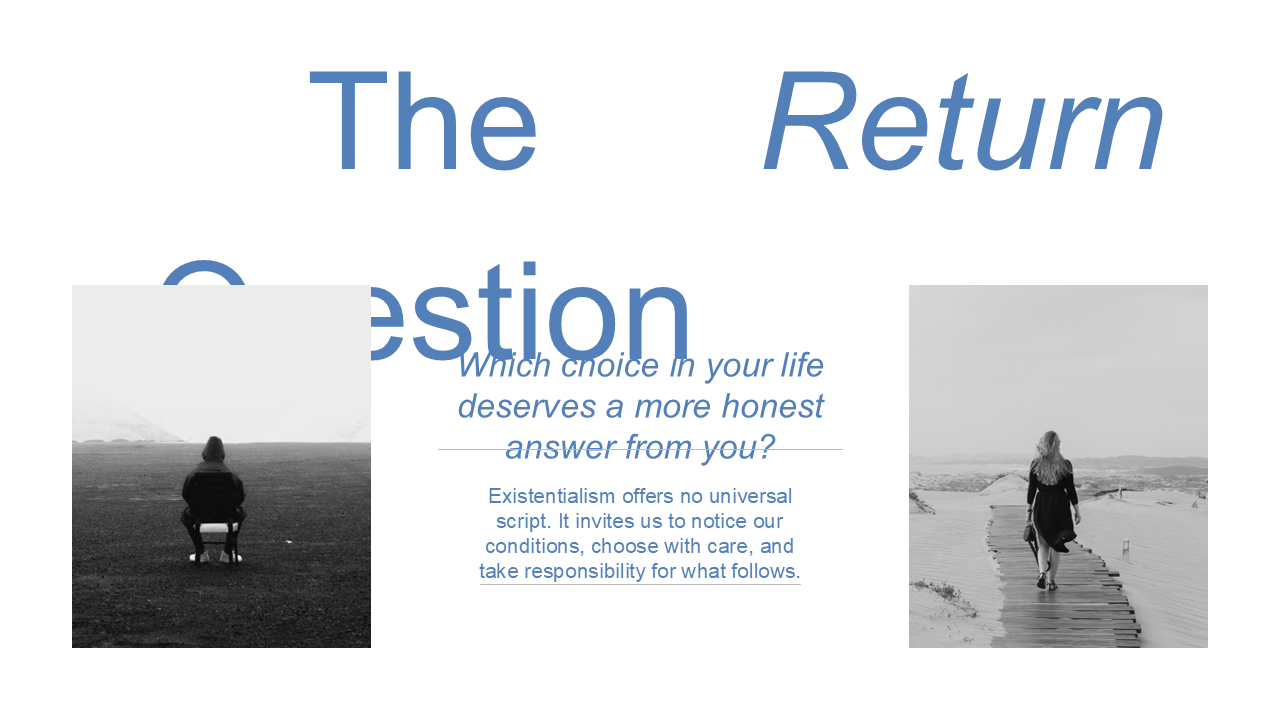 The Return
Question
Which choice in your life
deserves a more honest
answer from you?
Existentialism offers no universal
script. It invites us to notice our
conditions, choose with care, and
take responsibility for what follows.